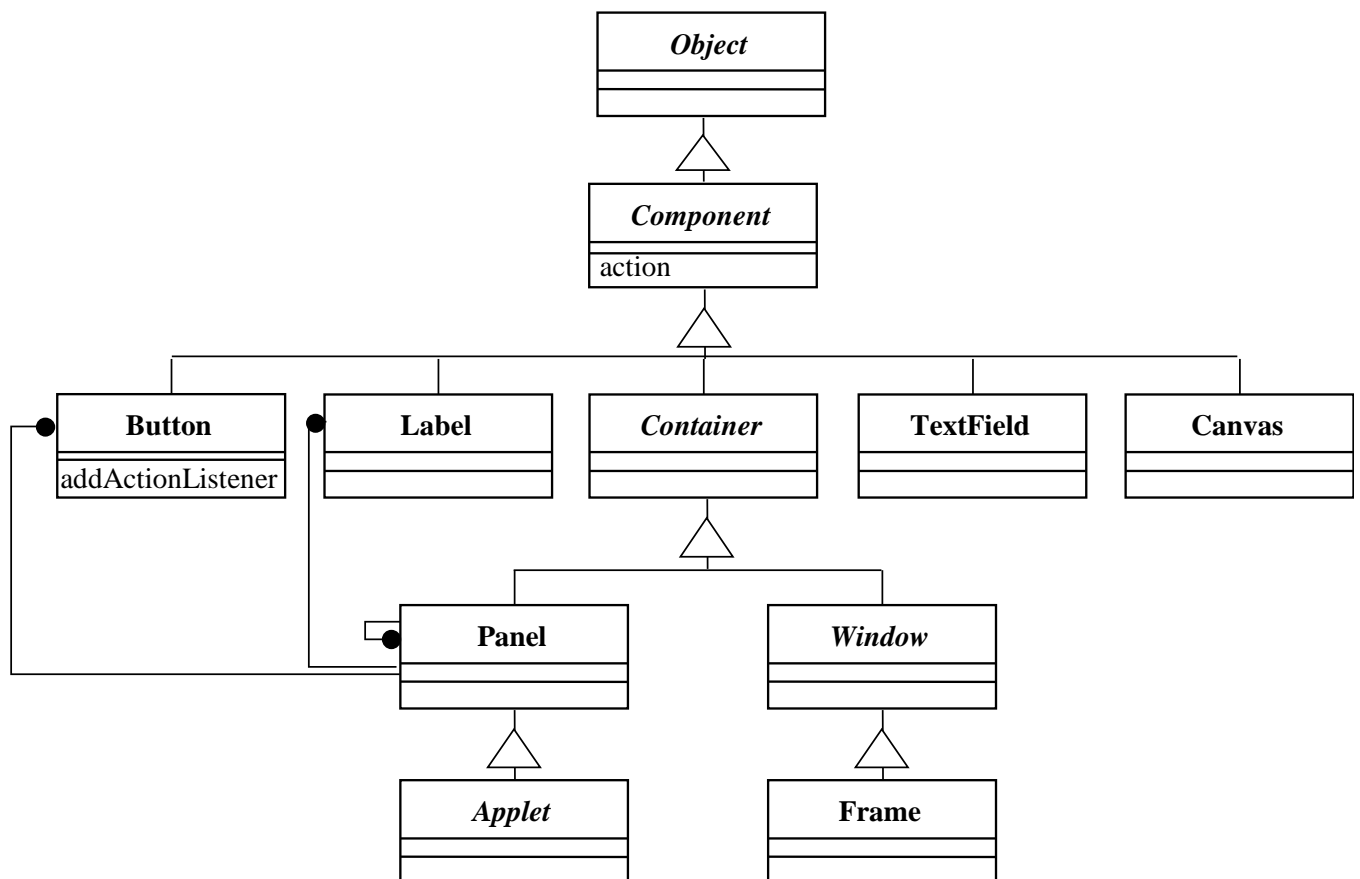 Object
Component
action
Button
Label
Container
TextField
Canvas
addActionListener
Panel
Window
Applet
Frame